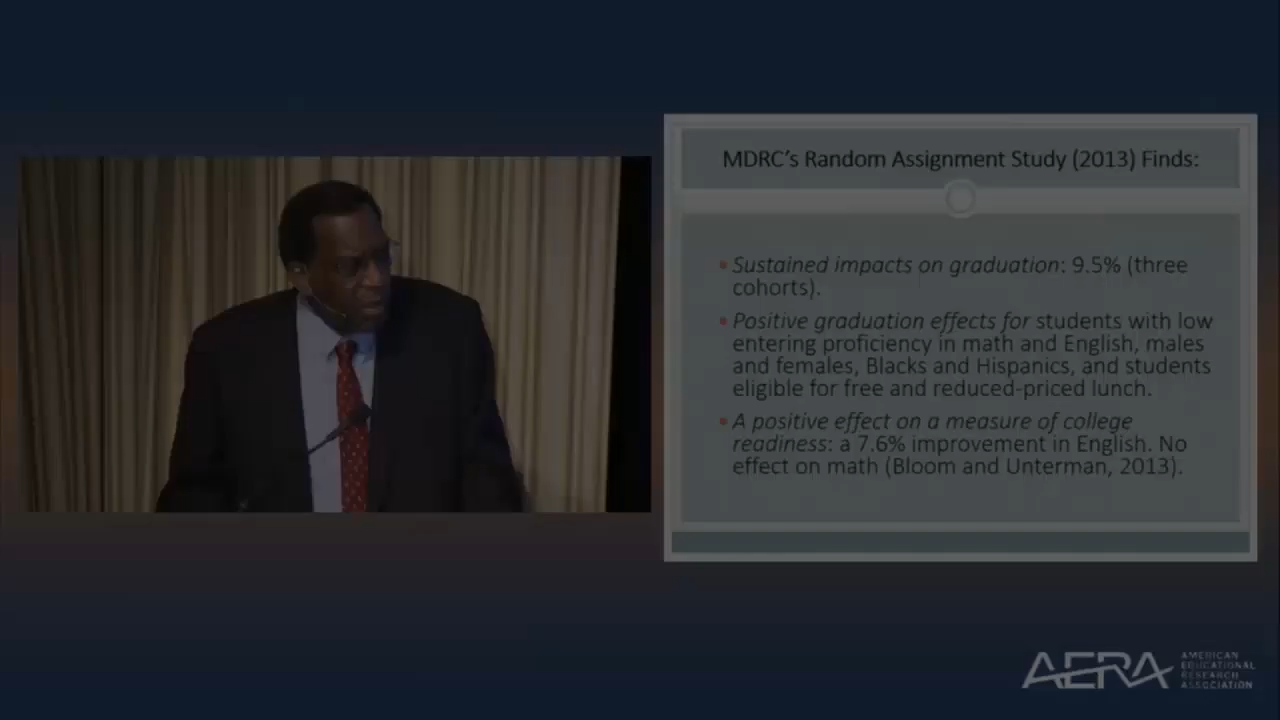 MDRC's Random Assignment Study (2013) Finds:
• Sustained impacts on graduation: 9.5% (three
cohorts).
• Positive graduation effects for students with low
entering proficiency in math and English, males
and females, Blacks and Hispanics, and students
eligible for free and reduced-priced lunch.
• A positive effect on a measure of college
readiness: a 7.6% improvement in English. No
effect on math (Bloom and Unterman, 2013).
AERA
AMERICAN
EDUCATIONAL
RESEARCH
ASSOCIATION